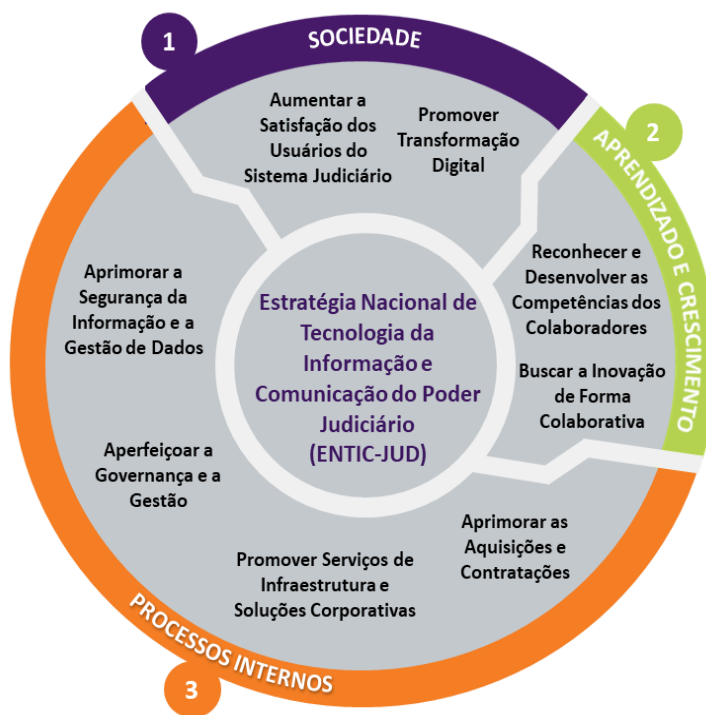 1
SOCIEDADE
Aumentar a
Satisfação dos
Usuários do
Sistema Judiciário
Promover
Transformação
Digital
2
APRENDIZADO E CRESCIMENTO
Reconhecer e
Desenvolver as
Competências dos
Colaboradores
Buscar a Inovação
de Forma
Colaborativa
Estratégia Nacional de
Tecnologia da
Informação e
Comunicação do Poder
Judiciário
(ENTIC-JUD)
Aprimorar a
Segurança da
Informação e a
Gestão de Dados
Aperfeiçoar a
Governança e a
Gestão
Promover Serviços de
Infraestrutura e
Soluções Corporativas
Aprimorar as
Aquisições e
Contratações
PROCESSOS INTERNOS
3